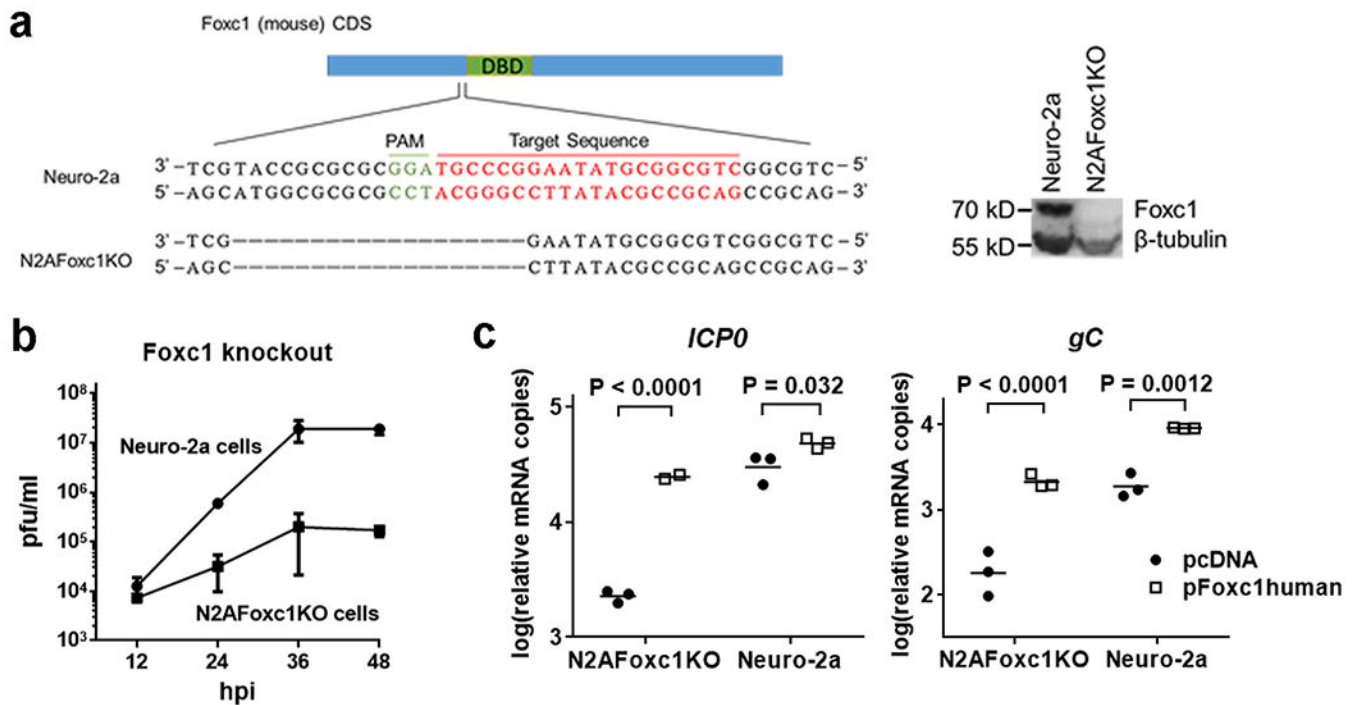 a
Foxc1 (mouse) CDS
DBD
PAM Target Sequence
Neuro-2a
3' -TCGTACCGCGCGCGGATGCCCGGAATATGCGGCGTCGGCGTC-5'
5' -AGCATGGCGCGCGCCTACGGGCCTTATACGCCGCAGCCGCAG-3'
N2AFoxc1KO
3' -TCG-------------------GAATATGCGGCGTCGGCGTC-5'
5' -AGC-------------------CTTATACGCCGCAGCCGCAG-3'
Neuro-2a
N2AFoxc1KO
70 kD
55 kD
Foxc1
β-tubulin
b
Foxc1 knockout
pfu/ml
10⁸
10⁷
10⁶
10⁵
10⁴
10³
Neuro-2a cells
N2AFoxc1KO cells
12 24 36 48
hpi
c
ICP0
log(relative mRNA copies)
P < 0.0001 P = 0.032
5
4
3
N2AFoxc1KO Neuro-2a
gC
log(relative mRNA copies)
P < 0.0001 P = 0.0012
4
3
2
pcDNA
pFoxc1human
N2AFoxc1KO Neuro-2a